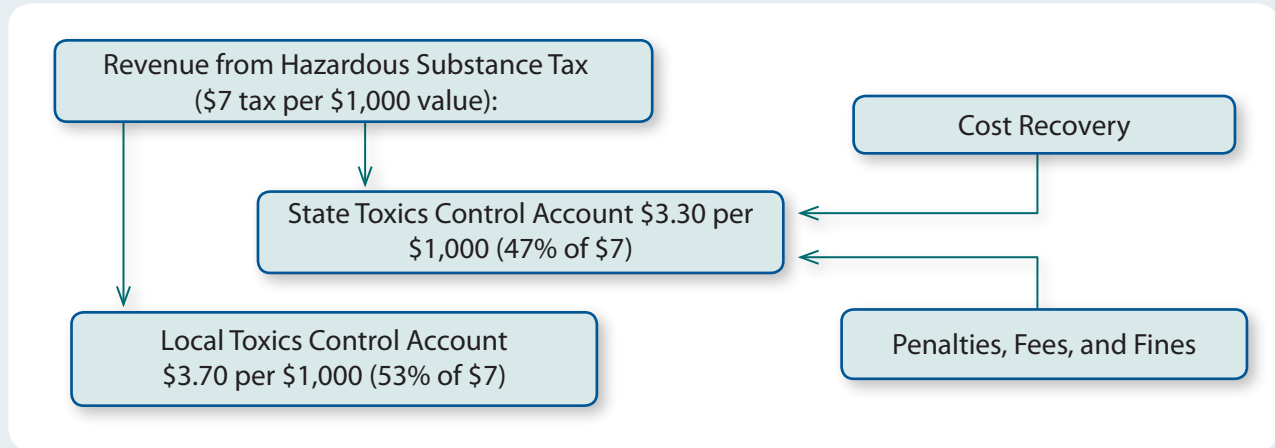 Revenue from Hazardous Substance Tax
($7 tax per $1,000 value):
Cost Recovery
State Toxics Control Account $3.30 per
$1,000 (47% of $7)
Local Toxics Control Account
$3.70 per $1,000 (53% of $7)
Penalties, Fees, and Fines